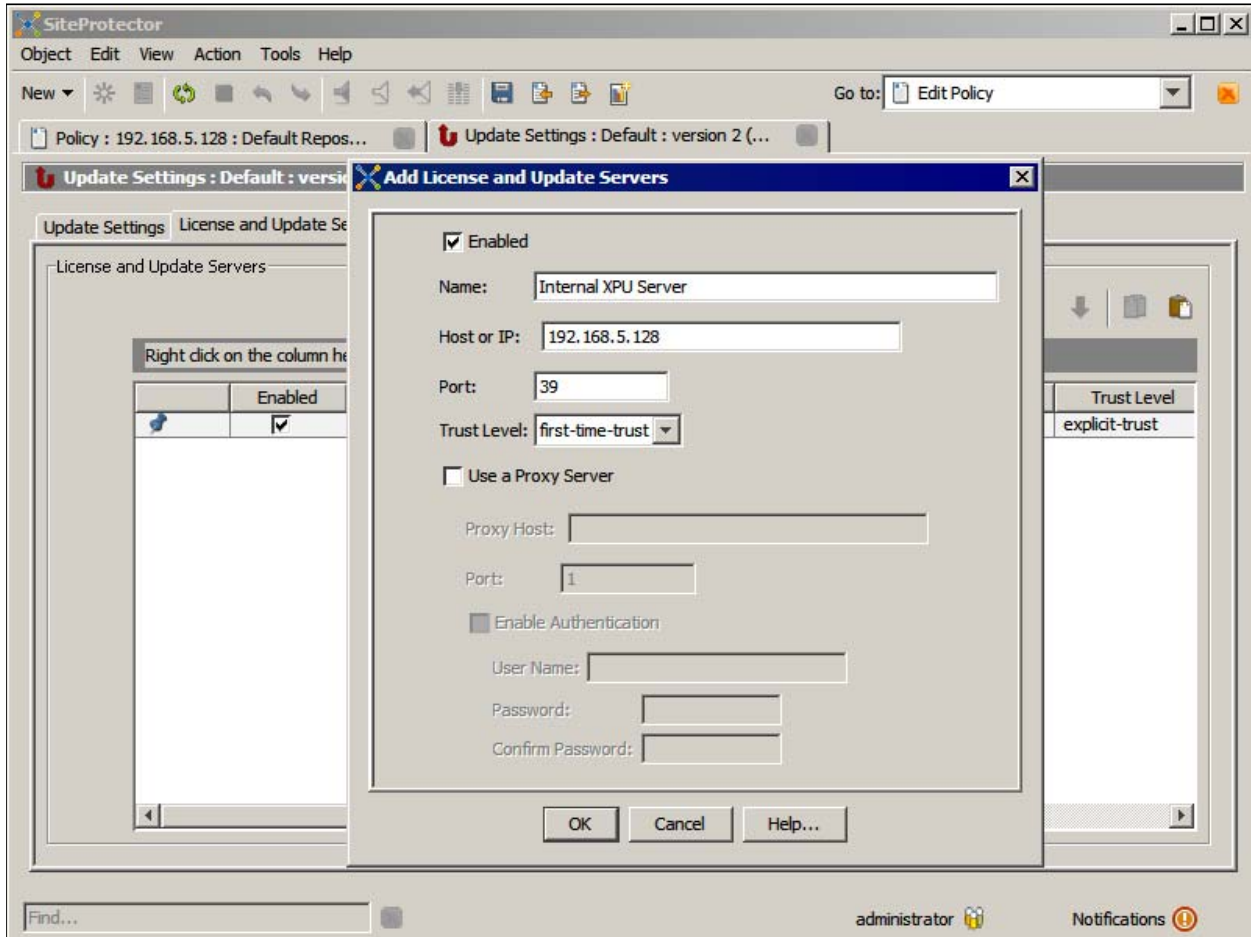 SiteProtector
Object Edit View Action Tools Help
New Go to: Edit Policy
Policy : 192.168.5.128 : Default Repos... Update Settings : Default : version 2 (...
Update Settings : Default : versi
Add License and Update Servers
Update Settings License and Update Se
Enabled
License and Update Servers
Name: Internal XPU Server
Host or IP: 192.168.5.128
Right click on the column he
Port: 39
Enabled
Trust Level
Trust Level: first-time-trust
explicit-trust
Use a Proxy Server
Proxy Host:
Port: 1
Enable Authentication
User Name:
Password:
Confirm Password:
OK Cancel Help...
Find...
administrator Notifications